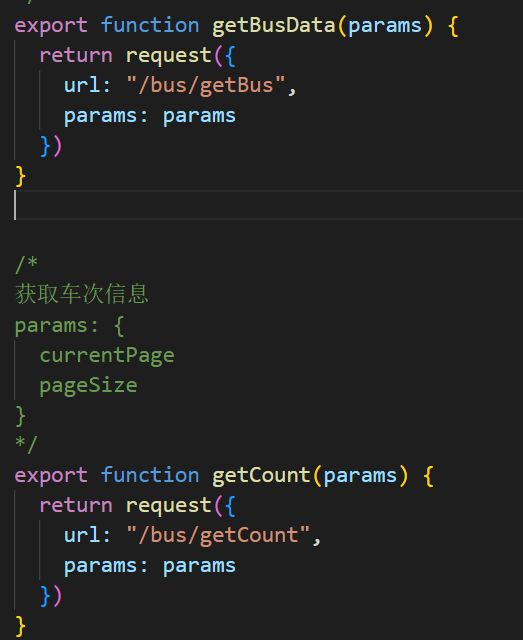 export function getBusData(params) {
  return request({
    url: "/bus/getBus",
    params: params
  })
}
/*
获取车次信息
params: {
  currentPage
  pageSize
}
*/
export function getCount(params) {
  return request({
    url: "/bus/getCount",
    params: params
  })
}